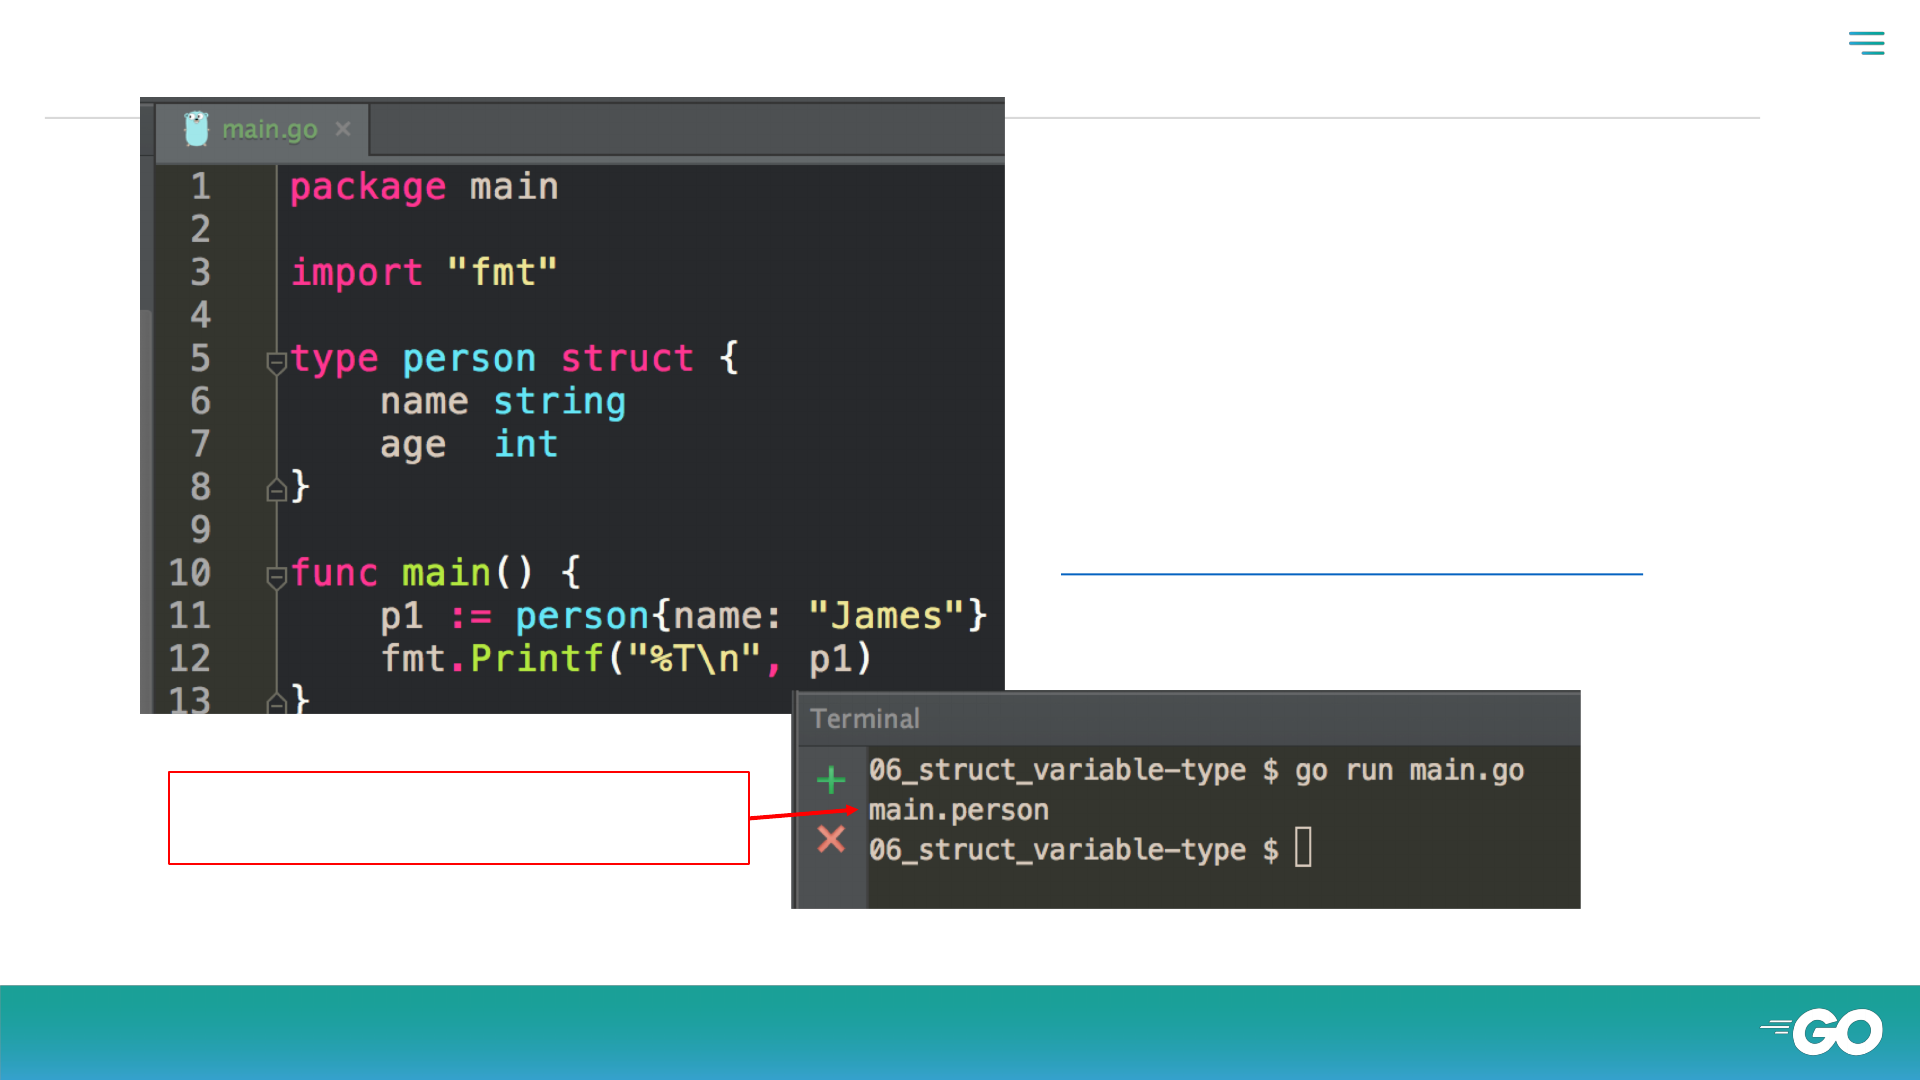 main.go ×
1 package main
2
3 import "fmt"
4
5 type person struct {
6     name string
7     age  int
8 }
9
10 func main() {
11     p1 := person{name: "James"}
12     fmt.Printf("%T\n", p1)
13 }
Terminal
06_struct_variable-type $ go run main.go
main.person
06_struct_variable-type $
GO